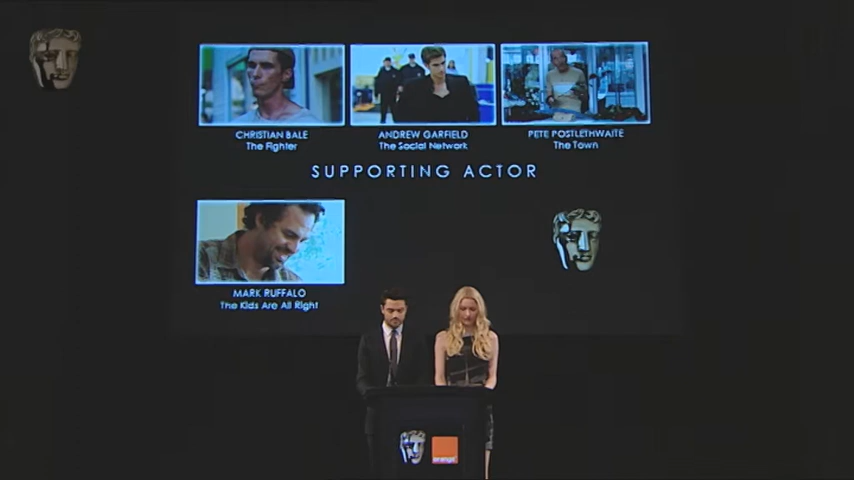 CHRISTIAN BALE
The Fighter
ANDREW GARFIELD
The Social Network
PETE POSTLETHWAITE
The Town
SUPPORTING ACTOR
MARK RUFFALO
The Kids Are All Right
orange